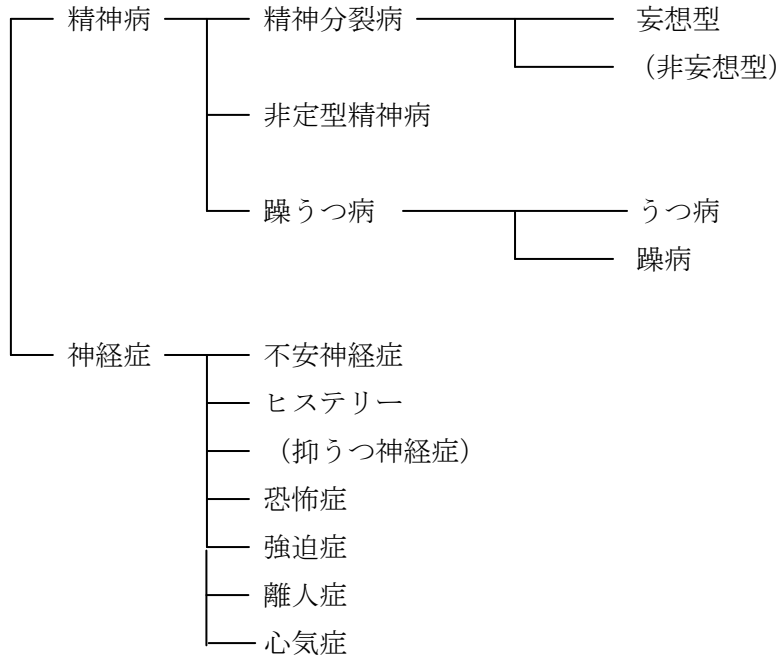 精神病 精神分裂病 妄想型
（非妄想型）
非定型精神病
躁うつ病 うつ病
躁病
神経症 不安神経症
ヒステリー
（抑うつ神経症）
恐怖症
強迫症
離人症
心気症